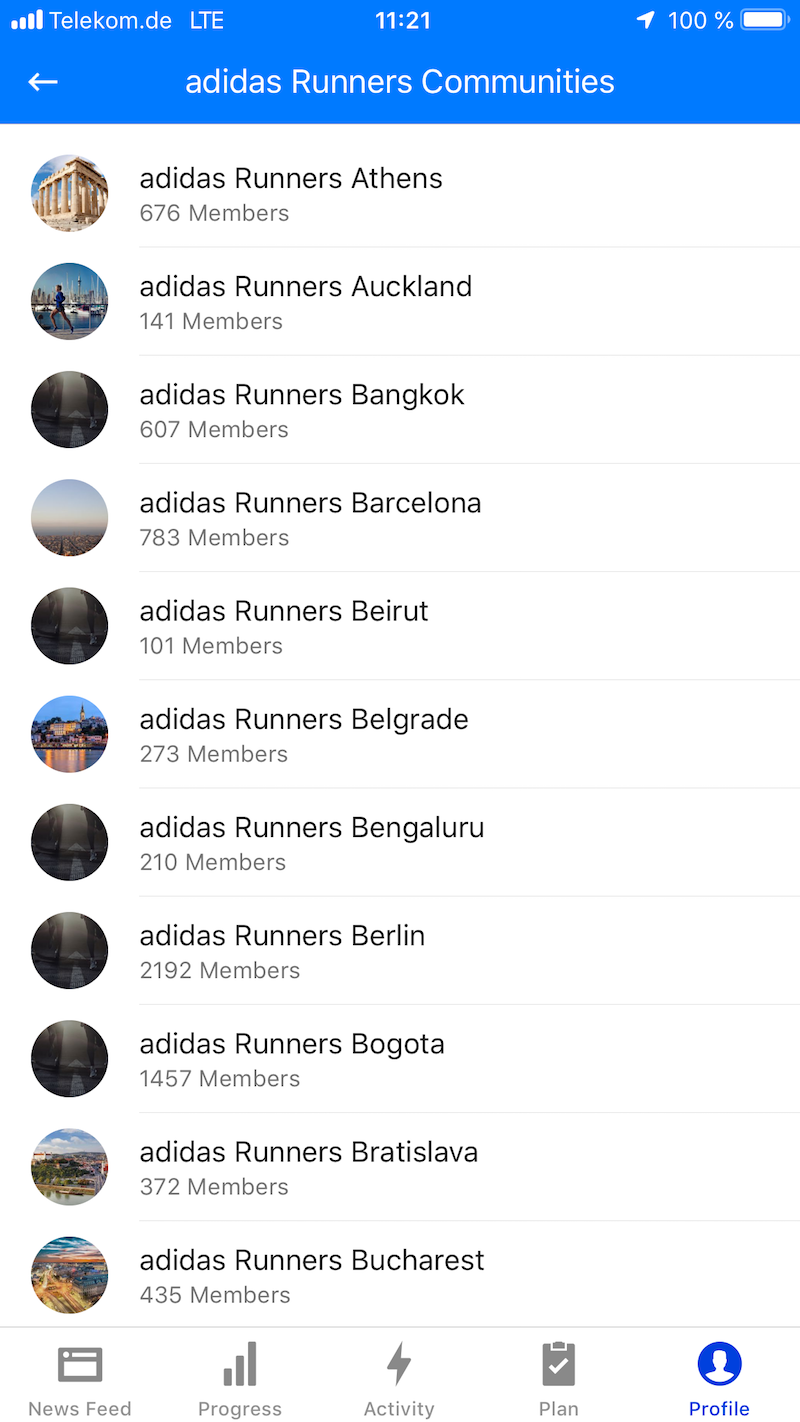 Telekom.de LTE 11:21 100 %
adidas Runners Communities
adidas Runners Athens
676 Members
adidas Runners Auckland
141 Members
adidas Runners Bangkok
607 Members
adidas Runners Barcelona
783 Members
adidas Runners Beirut
101 Members
adidas Runners Belgrade
273 Members
adidas Runners Bengaluru
210 Members
adidas Runners Berlin
2192 Members
adidas Runners Bogota
1457 Members
adidas Runners Bratislava
372 Members
adidas Runners Bucharest
435 Members
News Feed Progress Activity Plan Profile